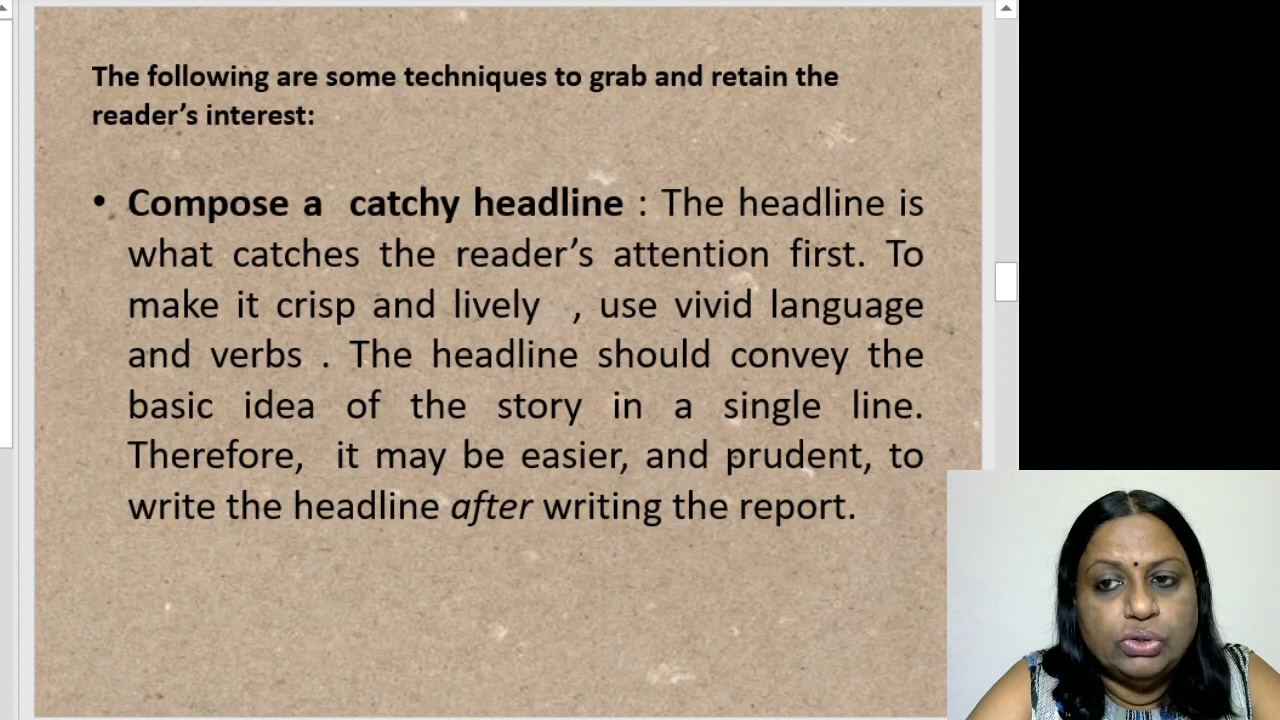 The following are some techniques to grab and retain the
reader’s interest:
• Compose a  catchy headline : The headline is
what catches the reader’s attention first. To
make it crisp and lively  , use vivid language
and verbs . The headline should convey the
basic idea of the story in a single line.
Therefore,  it may be easier, and prudent, to
write the headline after writing the report.